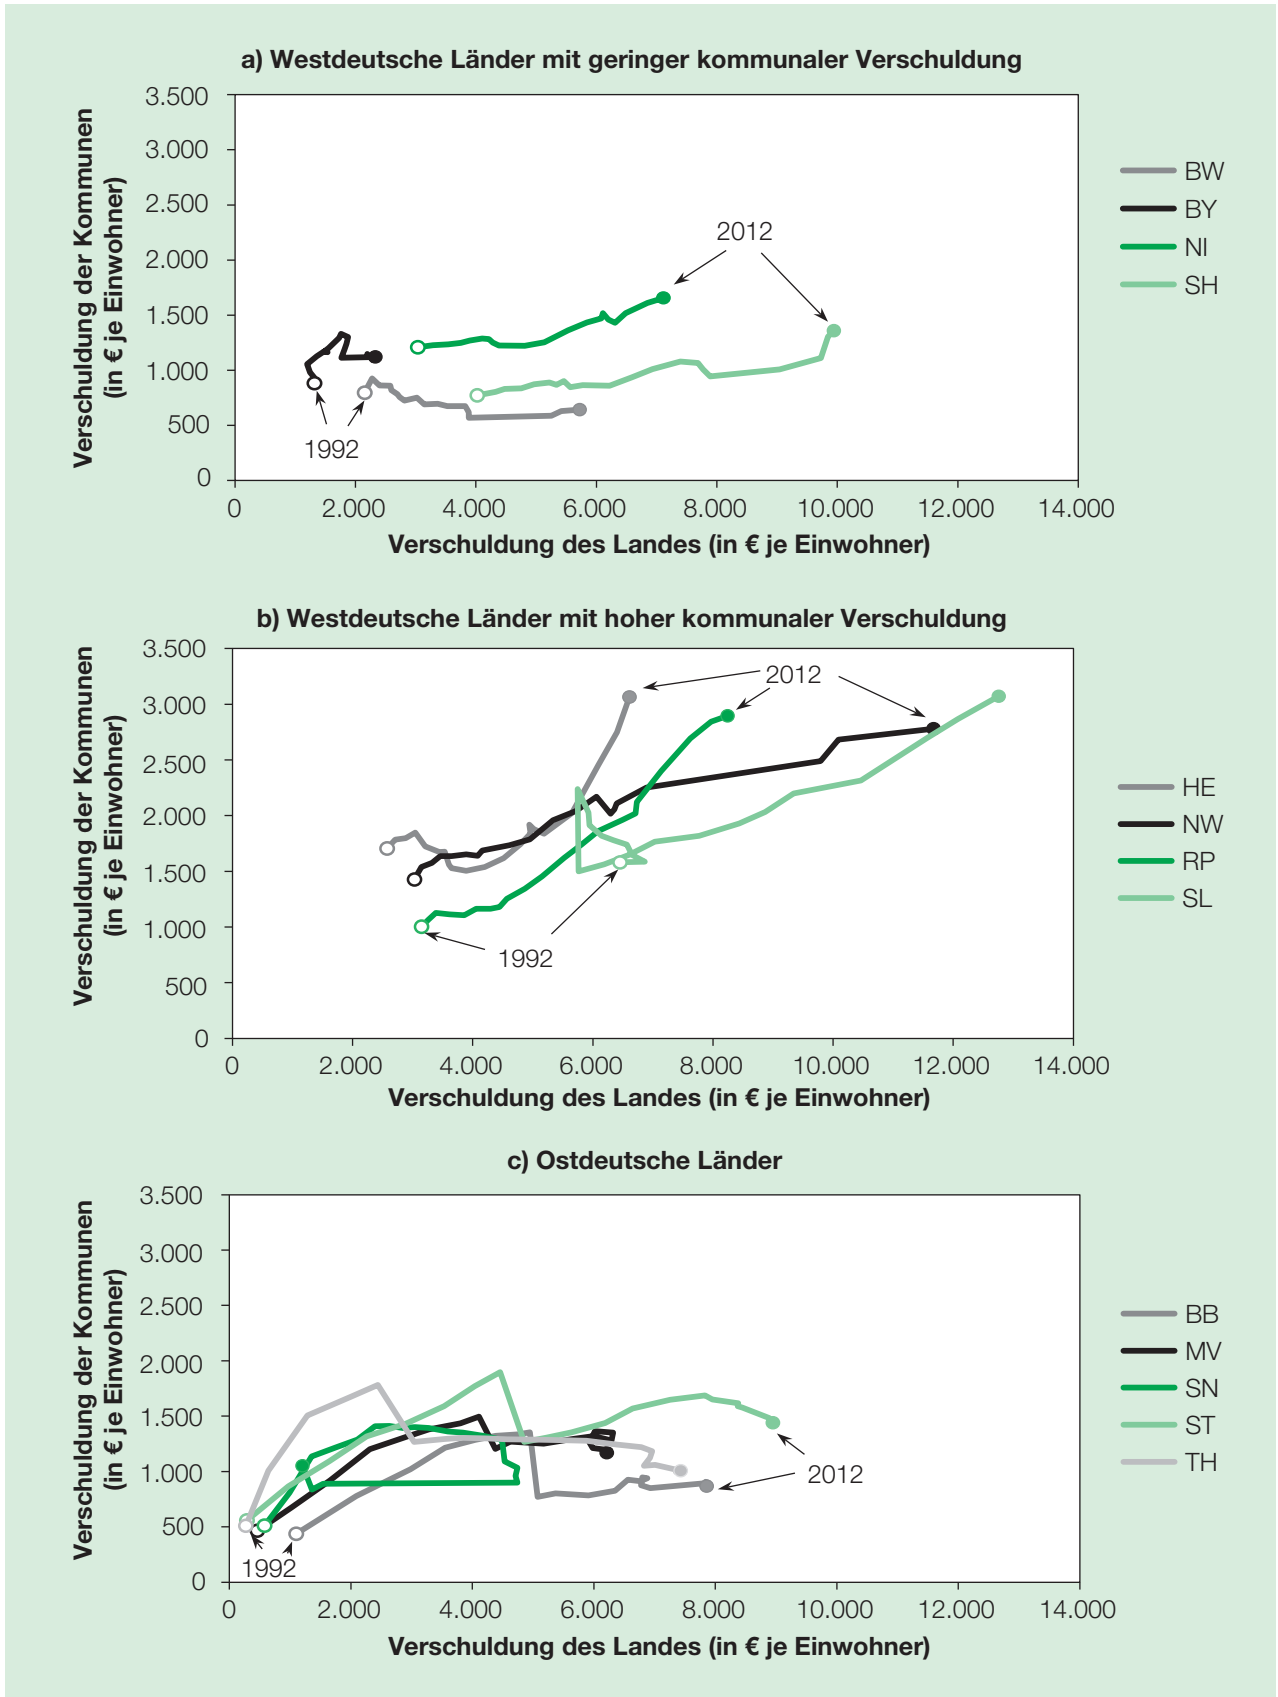 a) Westdeutsche Länder mit geringer kommunaler Verschuldung
Verschuldung der Kommunen
(in € je Einwohner)
3.500
3.000
2.500
2.000
1.500
1.000
500
0
2012
1992
0 2.000 4.000 6.000 8.000 10.000 12.000 14.000
Verschuldung des Landes (in € je Einwohner)
BW
BY
NI
SH
b) Westdeutsche Länder mit hoher kommunaler Verschuldung
Verschuldung der Kommunen
(in € je Einwohner)
3.500
3.000
2.500
2.000
1.500
1.000
500
0
2012
1992
0 2.000 4.000 6.000 8.000 10.000 12.000 14.000
Verschuldung des Landes (in € je Einwohner)
HE
NW
RP
SL
c) Ostdeutsche Länder
Verschuldung der Kommunen
(in € je Einwohner)
3.500
3.000
2.500
2.000
1.500
1.000
500
0
2012
1992
0 2.000 4.000 6.000 8.000 10.000 12.000 14.000
Verschuldung des Landes (in € je Einwohner)
BB
MV
SN
ST
TH